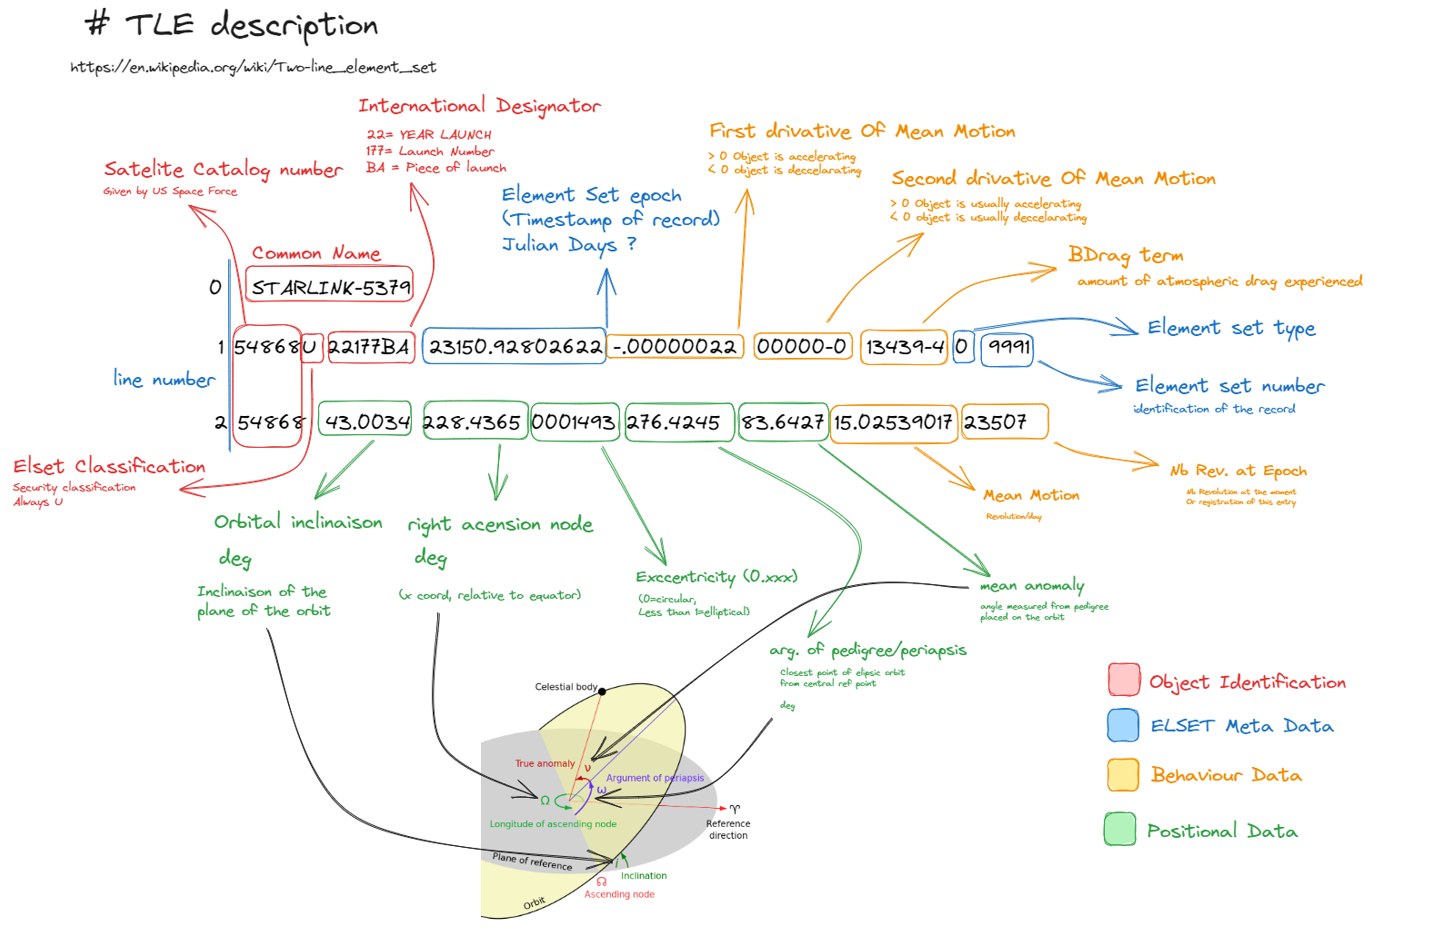 # TLE description
https://en.wikipedia.org/wiki/Two-line_element_set
International Designator
22= YEAR LAUNCH
177= Launch Number
BA = Piece of launch
First drivative Of Mean Motion
> 0 Object is accelerating
< 0 object is deccelarating
Satelite Catalog number
Given by US Space Force
Element Set epoch
(Timestamp of record)
Julian Days ?
Second drivative Of Mean Motion
> 0 Object is usually accelerating
< 0 object is usually deccelarating
Common Name
BDrag term
amount of atmospheric drag experienced
0 STARLINK-5379
Element set type
1 54868 U 22177BA 23150.92802622 -.00000022 00000-0 13439-4 0 9991
line number
Element set number
identification of the record
2 54868 43.0034 228.4365 0001493 276.4245 83.6427 15.02539017 23507
Elset Classification
Security classification
Always U
Nb Rev. at Epoch
Nb Revolution at the moment
Or registration of this entry
Mean Motion
Revolution/day
Orbital inclinaison
deg
Inclinaison of the
plane of the orbit
right acension node
deg
(x coord, relative to equator)
Exccentricity (0.xxx)
(0=circular,
Less than 1=elliptical)
mean anomaly
angle measured from pedigree
placed on the orbit
arg. of pedigree/periapsis
Closest point of elipsic orbit
from central ref point
deg
Celestial body
True anomaly
ν
Argument of periapsis
ω
Ω
Longitude of ascending node
♈
Reference
direction
Plane of reference
i
Inclination
☊
Ascending node
Orbit
Object Identification
ELSET Meta Data
Behaviour Data
Positional Data